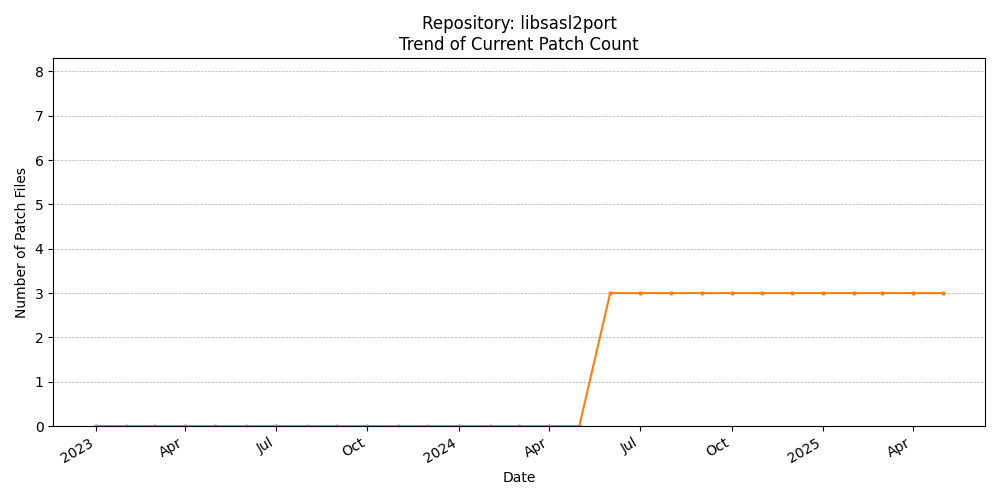 Repository: libsasl2port
Trend of Current Patch Count
Number of Patch Files
8
7
6
5
4
3
2
1
0
2023
Apr
Jul
Oct
2024
Apr
Jul
Oct
2025
Apr
Date